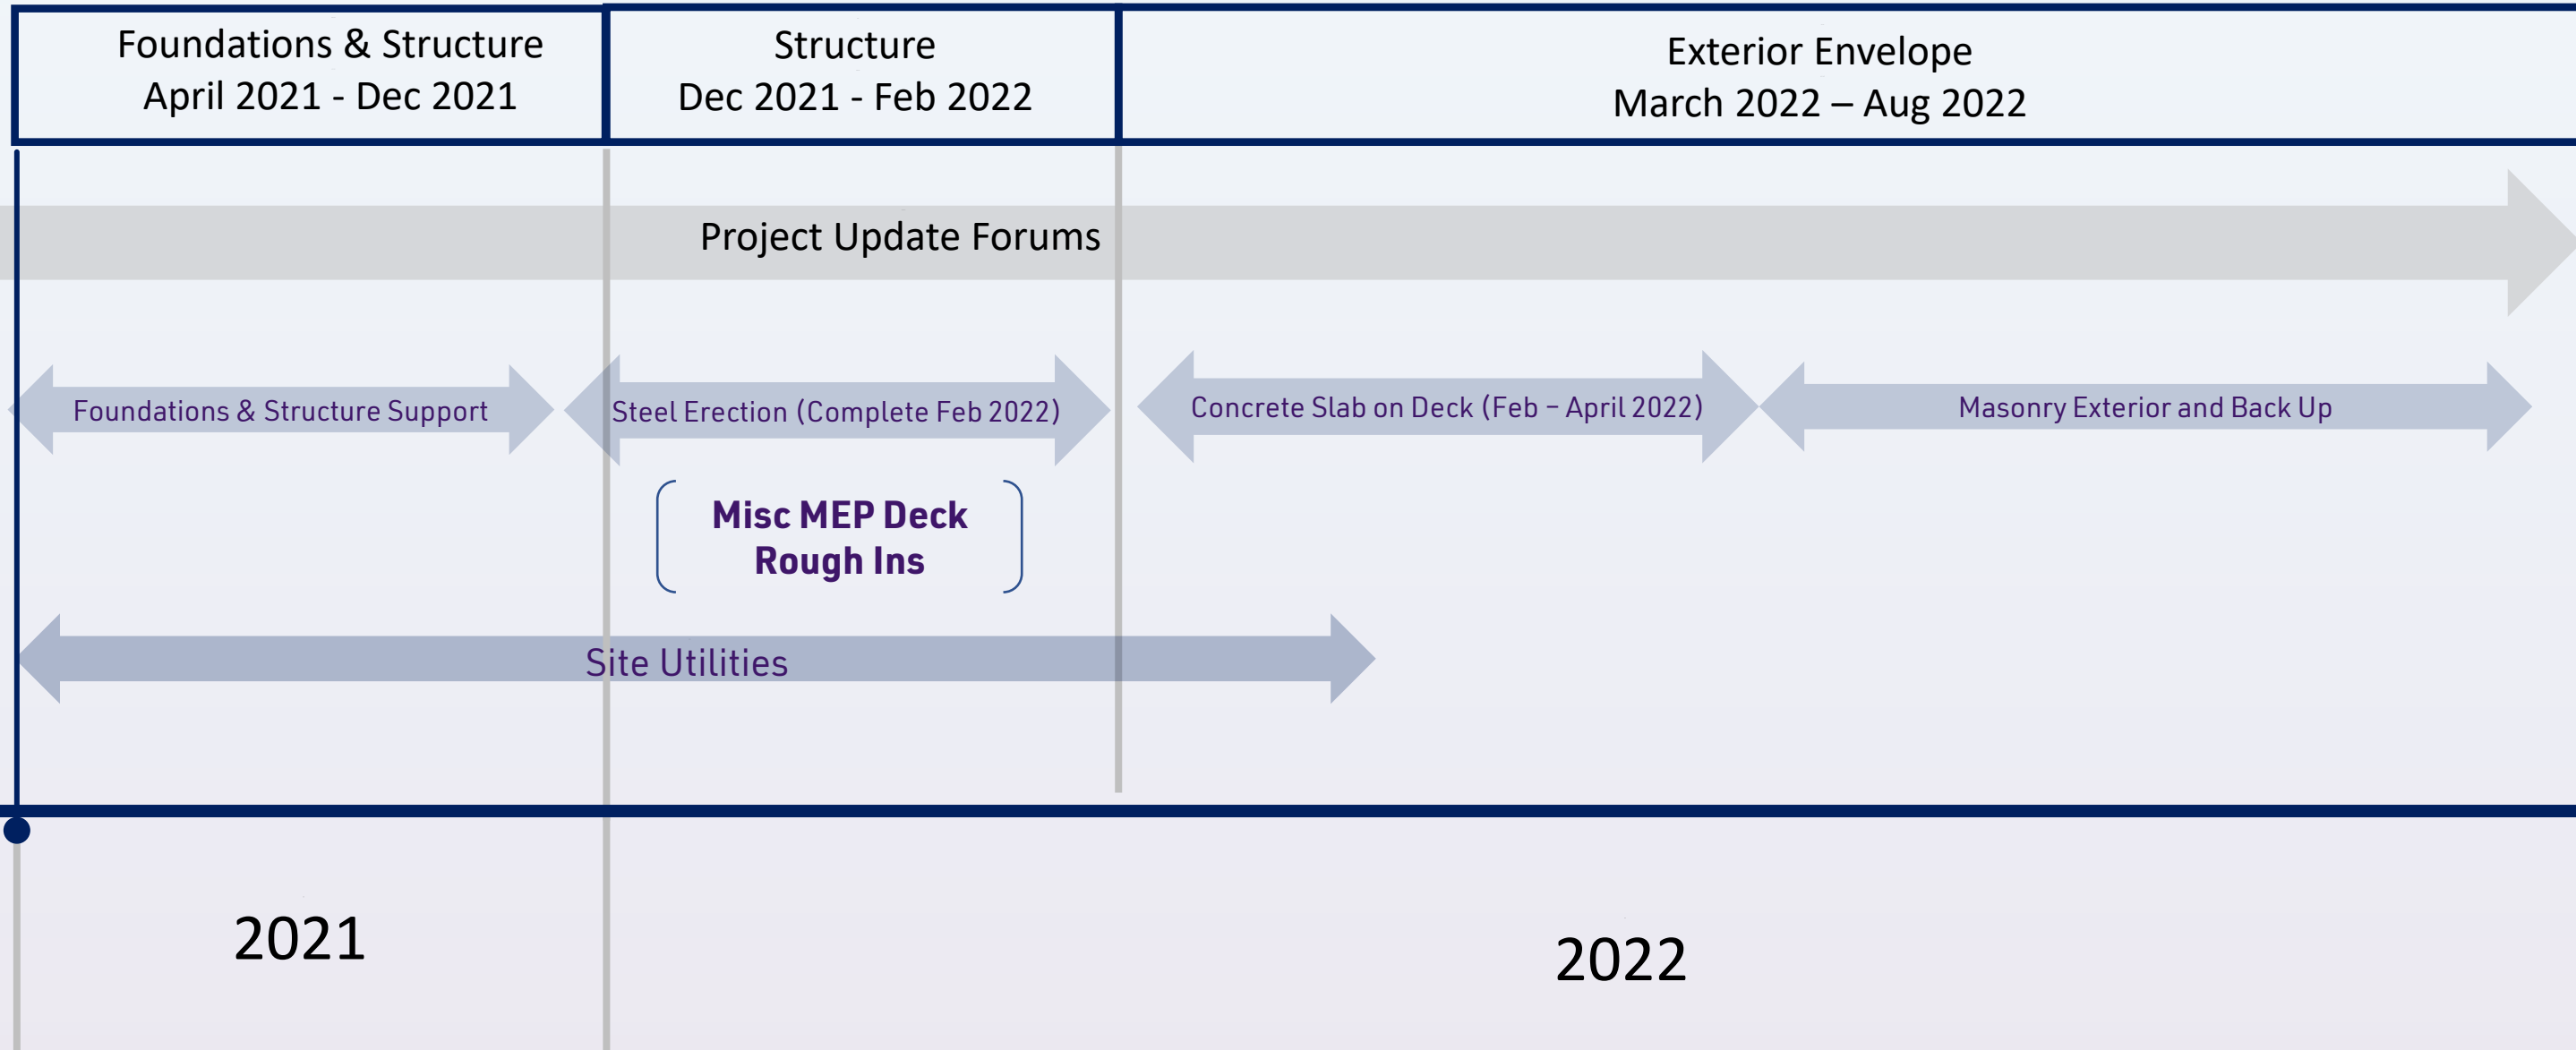 Foundations & Structure
April 2021 - Dec 2021
Structure
Dec 2021 - Feb 2022
Exterior Envelope
March 2022 – Aug 2022
Project Update Forums
Foundations & Structure Support
Steel Erection (Complete Feb 2022)
Concrete Slab on Deck (Feb – April 2022)
Masonry Exterior and Back Up
Misc MEP Deck
Rough Ins
Site Utilities
2021
2022